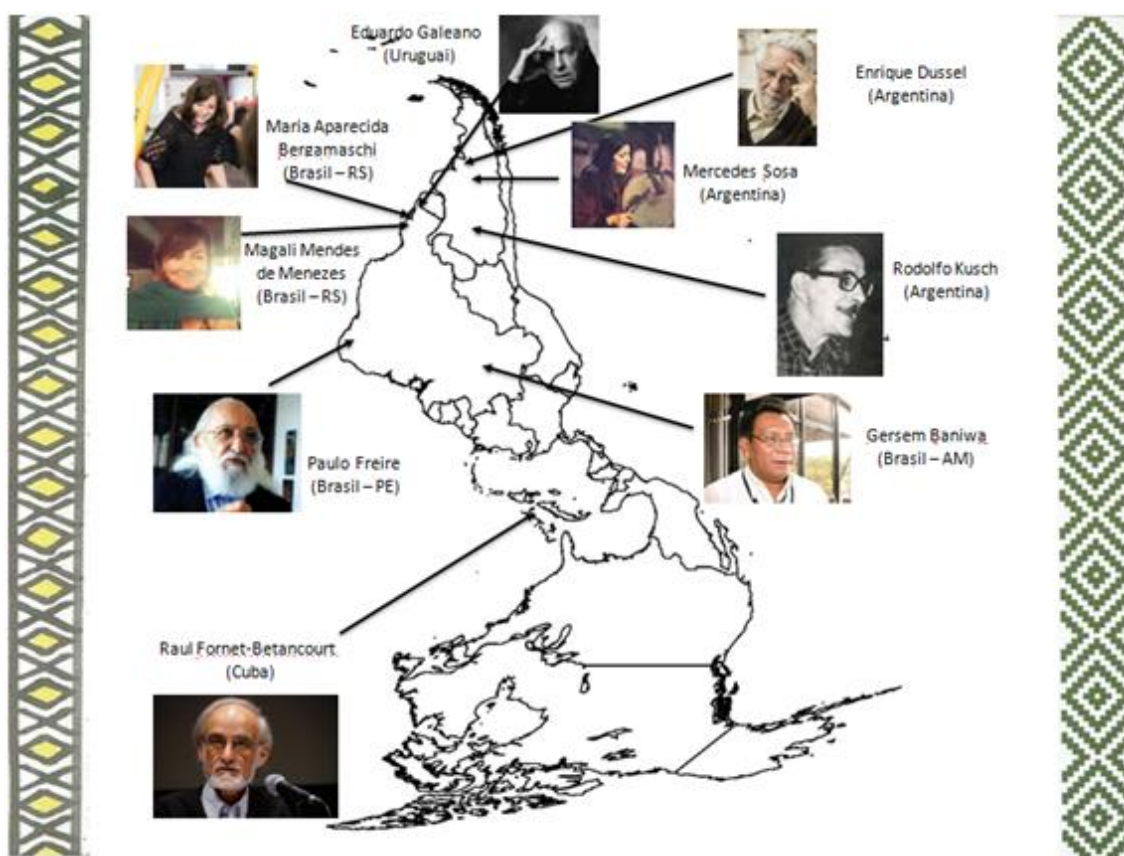 Eduardo Galeano
(Uruguai)
Enrique Dussel
(Argentina)
Maria Aparecida
Bergamaschi
(Brasil – RS)
Mercedes Sosa
(Argentina)
Magali Mendes
de Menezes
(Brasil – RS)
Rodolfo Kusch
(Argentina)
Gersem Baniwa
(Brasil – AM)
Paulo Freire
(Brasil – PE)
Raul Fornet-Betancourt
(Cuba)